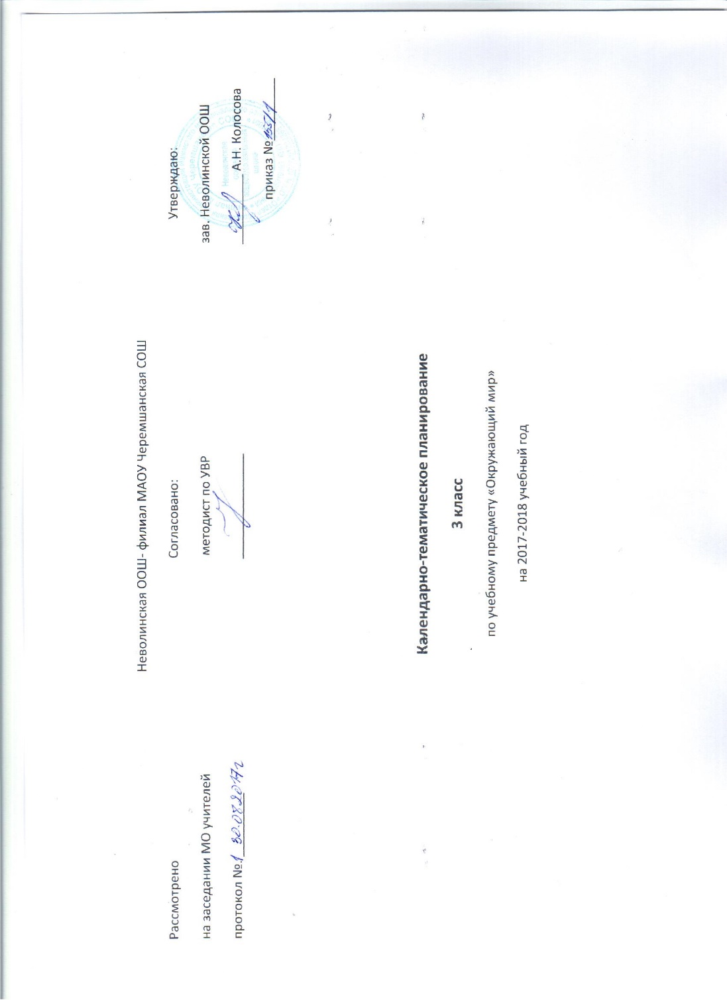 Неволинская ООШ- филиал МАОУ Черемшанская СОШ
Рассмотрено
на заседании МО учителей
протокол №1 30.08.2017г
Согласовано:
методист по УВР
Утверждаю:
зав. Неволинской ООШ
А.Н. Колосова
приказ № 155/1
Календарно-тематическое планирование
3 класс
по учебному предмету «Окружающий мир»
на 2017-2018 учебный год